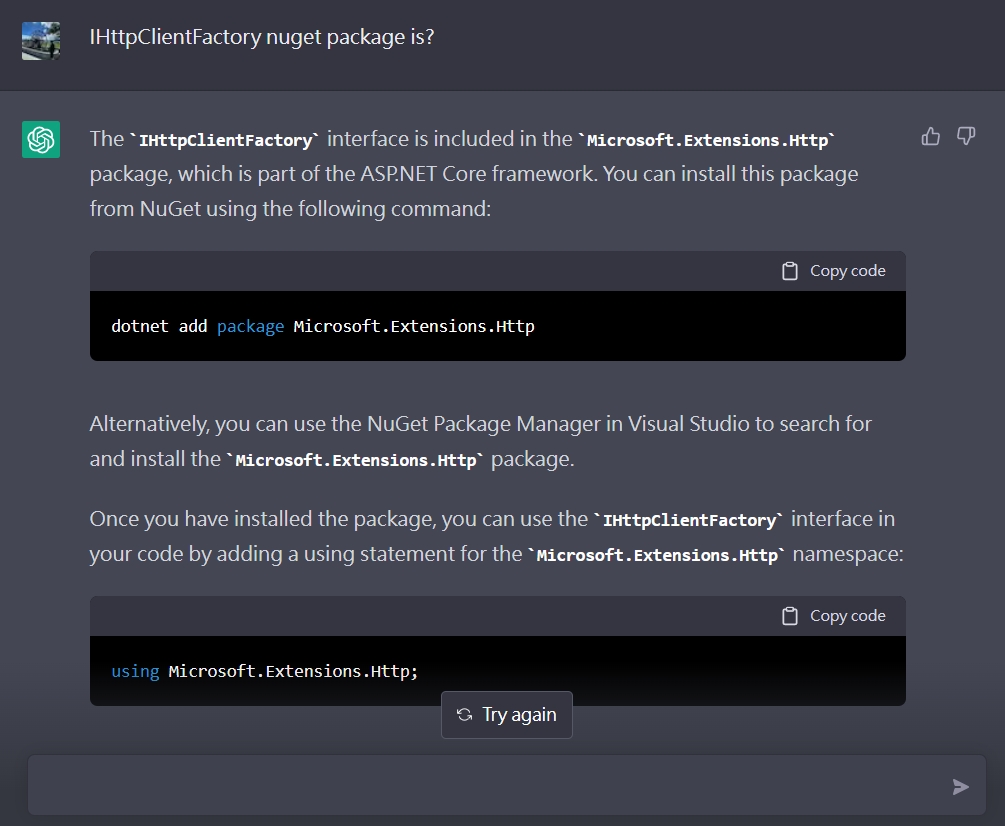 IHttpClientFactory nuget package is?
The `IHttpClientFactory` interface is included in the `Microsoft.Extensions.Http`
package, which is part of the ASP.NET Core framework. You can install this package
from NuGet using the following command:
Copy code
dotnet add package Microsoft.Extensions.Http
Alternatively, you can use the NuGet Package Manager in Visual Studio to search for
and install the `Microsoft.Extensions.Http` package.
Once you have installed the package, you can use the `IHttpClientFactory` interface in
your code by adding a using statement for the `Microsoft.Extensions.Http` namespace:
Copy code
using Microsoft.Extensions.Http;
Try again